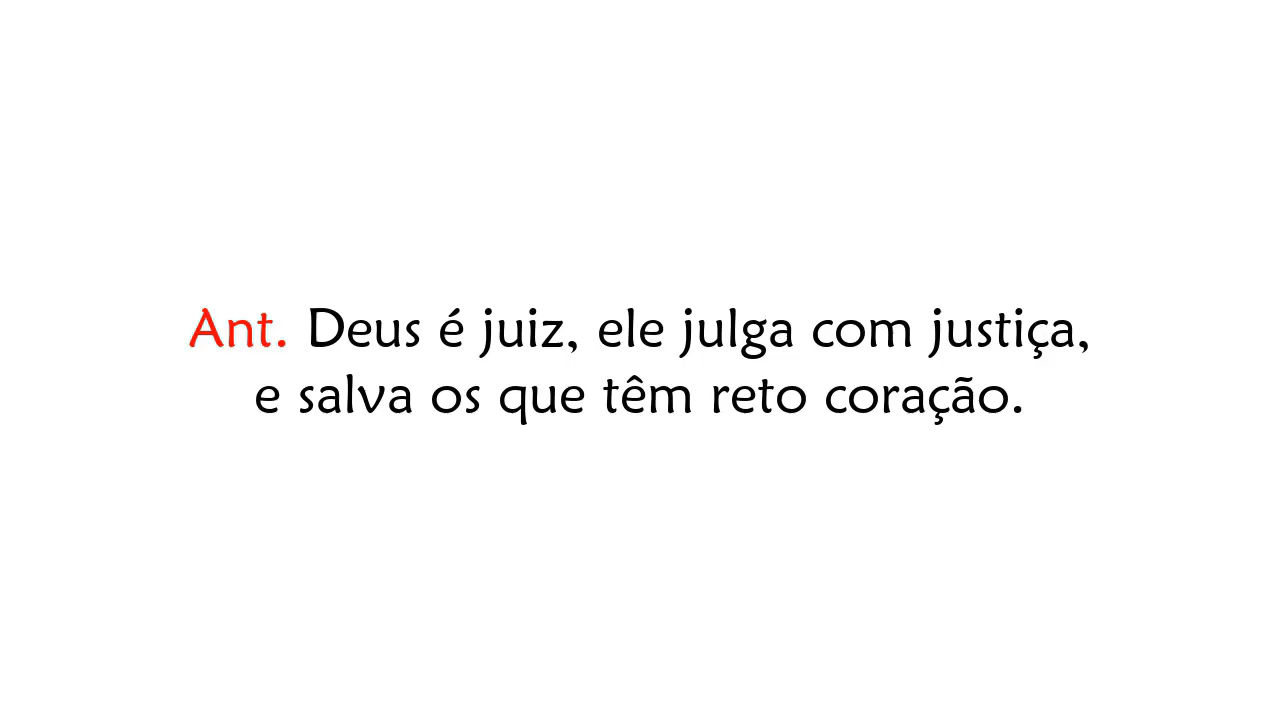 Ant. Deus é juiz, ele julga com justiça,
e salva os que têm reto coração.